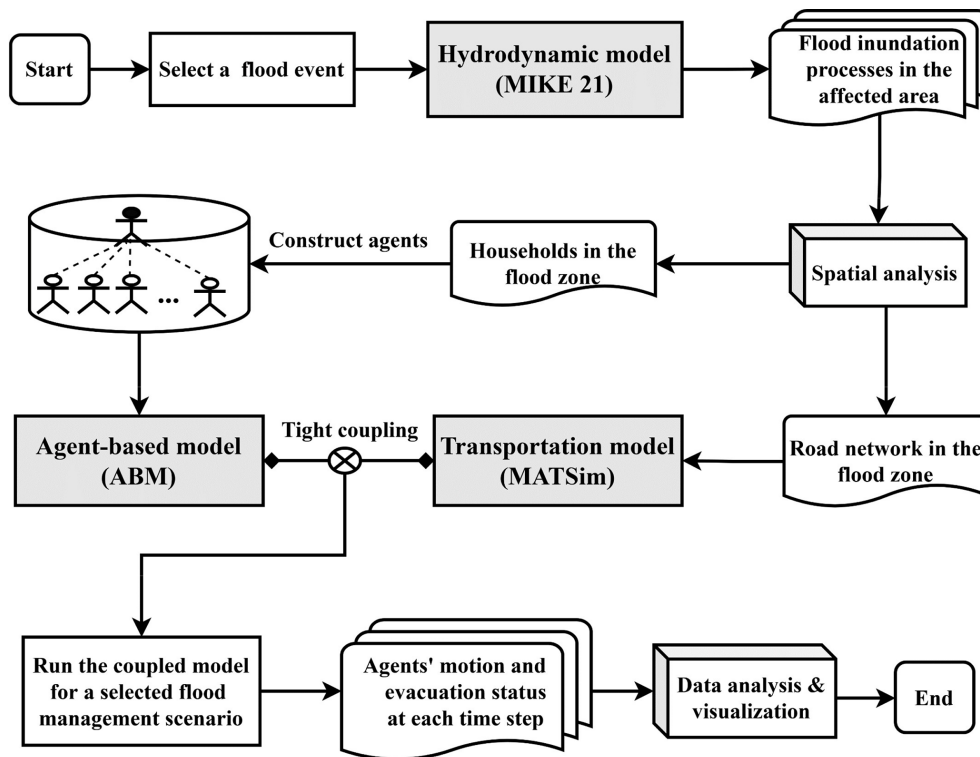 Start
Select a flood event
Hydrodynamic model
(MIKE 21)
Flood inundation
processes in the
affected area
Construct agents
Households in the
flood zone
Spatial analysis
Agent-based model
(ABM)
Tight coupling
Transportation model
(MATSim)
Road network in the
flood zone
Run the coupled model
for a selected flood
management scenario
Agents' motion and
evacuation status
at each time step
Data analysis &
visualization
End